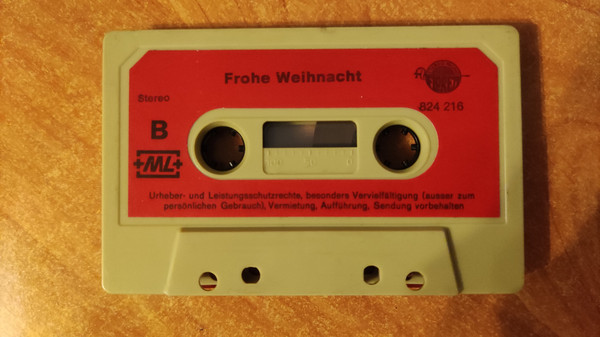 Frohe Weihnacht
Stereo
824 216
B
+ML+
Urheber- und Leistungsschutzrechte, besondere Vervielfältigung (ausser zum
persönlichen Gebrauch), Vermietung, Aufführung, Sendung vorbehalten